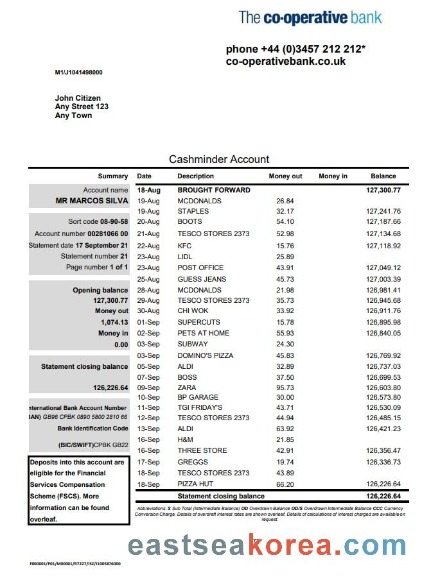 The co-operative bank
phone +44 (0)3457 212 212*
co-operativebank.co.uk
M1/J1041498000
John Citizen
Any Street 123
Any Town
Cashminder Account
Summary Date Description Money out Money in Balance
Account name 18-Aug BROUGHT FORWARD 127,300.77
MR MARCOS SILVA 19-Aug MCDONALDS 26.84
19-Aug STAPLES 32.17 127,241.76
Sort code 08-90-58 20-Aug BOOTS 54.10 127,187.66
Account number 00281066 00 21-Aug TESCO STORES 2373 52.98 127,134.68
Statement date 17 September 21 22-Aug KFC 15.76 127,118.92
Statement number 21 23-Aug LIDL 25.89
Page number 1 of 1 23-Aug POST OFFICE 43.91 127,049.12
25-Aug GUESS JEANS 45.73 127,003.39
Opening balance 28-Aug MCDONALDS 21.98 126,981.41
127,300.77 29-Aug TESCO STORES 2373 35.73 126,945.68
Money out 30-Aug CHI WOK 33.92 126,911.76
1,074.13 01-Sep SUPERCUTS 15.78 126,895.98
Money in 02-Sep PETS AT HOME 55.93 126,840.05
0.00 03-Sep SUBWAY 24.30
03-Sep DOMINO'S PIZZA 45.83 126,769.92
Statement closing balance 05-Sep ALDI 32.89 126,737.03
07-Sep BOSS 37.50 126,699.53
126,226.64 09-Sep ZARA 95.73 126,603.80
10-Sep BP GARAGE 30.00 126,573.80
nternational Bank Account Number 11-Sep TGI FRIDAY'S 43.71 126,530.09
IAN) GB98 CPBK 0890 5800 2810 66 12-Sep TESCO STORES 2373 44.94 126,485.15
Bank Identification Code 13-Sep ALDI 63.92 126,421.23
16-Sep H&M 21.85
(BIC/SWIFT)CPBK GB22 16-Sep THREE STORE 42.91 126,356.47
Deposits into this account are 17-Sep GREGGS 19.74 126,336.73
eligible for the Financial 18-Sep TESCO STORES 2373 43.89
Services Compensation 18-Sep PIZZA HUT 66.20 126,226.64
Scheme (FSCS). More Statement closing balance 126,226.64
information can be found
overleaf.
Abbreviations: S Sub Total (Intermediate Balance) OD Overdrawn Balance OD/S Overdrawn Intermediate Balance CCC Currency
Conversion Charge. Details of overdraft interest rates are shown overleaf. Details of calculations of interest charged are available on
request
eastseakorea.com